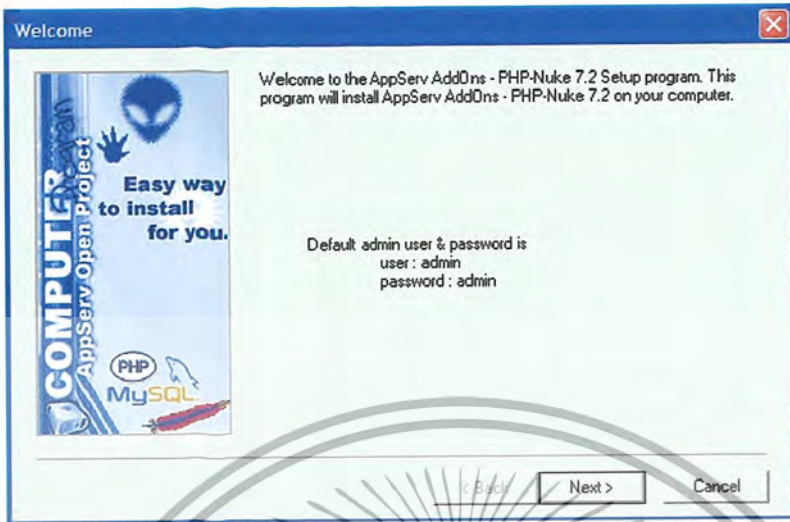 Welcome
Welcome to the AppServ AddOns - PHP-Nuke 7.2 Setup program. This
program will install AppServ AddOns - PHP-Nuke 7.2 on your computer.
COMPUTER
program
AppServ Open Project
Easy way
to install
for you.
PHP
MySQL
Default admin user & password is
user : admin
password : admin
< Back
Next >
Cancel